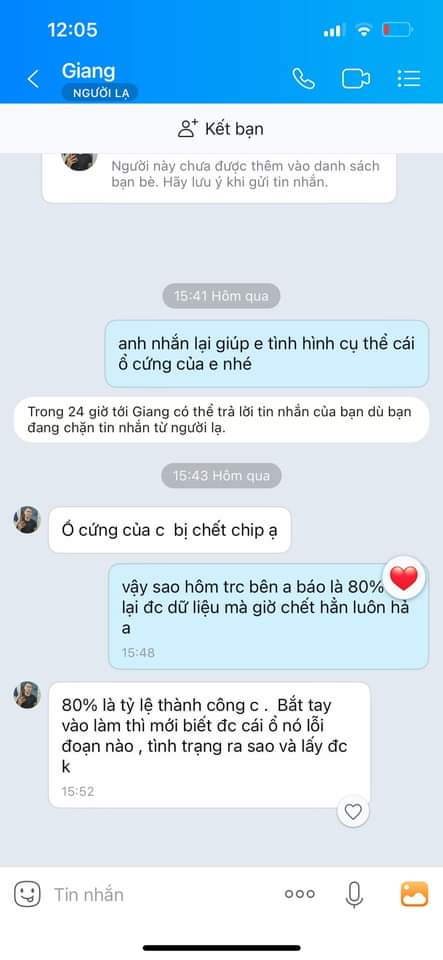 12:05
Giang
NGƯỜI LẠ
Kết bạn
Người này chưa được thêm vào danh sách
bạn bè. Hãy lưu ý khi gửi tin nhắn.
15:41 Hôm qua
anh nhắn lại giúp e tình hình cụ thể cái
ổ cứng của e nhé
Trong 24 giờ tới Giang có thể trả lời tin nhắn của bạn dù bạn
đang chặn tin nhắn từ người lạ.
15:43 Hôm qua
Ổ cứng của c bị chết chip ạ
vậy sao hôm trc bên a báo là 80%
lại đc dữ liệu mà giờ chết hẳn luôn hả
a
15:48
80% là tỷ lệ thành công c . Bắt tay
vào làm thì mới biết đc cái ổ nó lỗi
đoạn nào , tình trạng ra sao và lấy đc
k
15:52
Tin nhắn